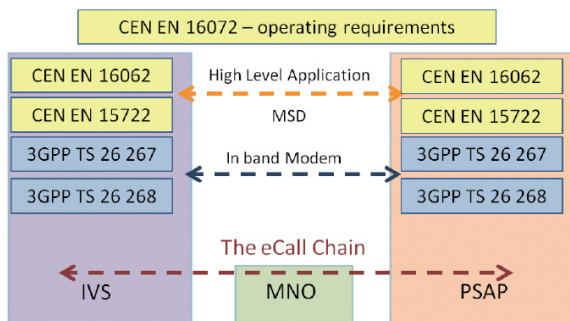 CEN EN 16072 – operating requirements
CEN EN 16062
High Level Application
CEN EN 16062
CEN EN 15722
MSD
CEN EN 15722
3GPP TS 26 267
In band Modem
3GPP TS 26 267
3GPP TS 26 268
3GPP TS 26 268
The eCall Chain
IVS
MNO
PSAP